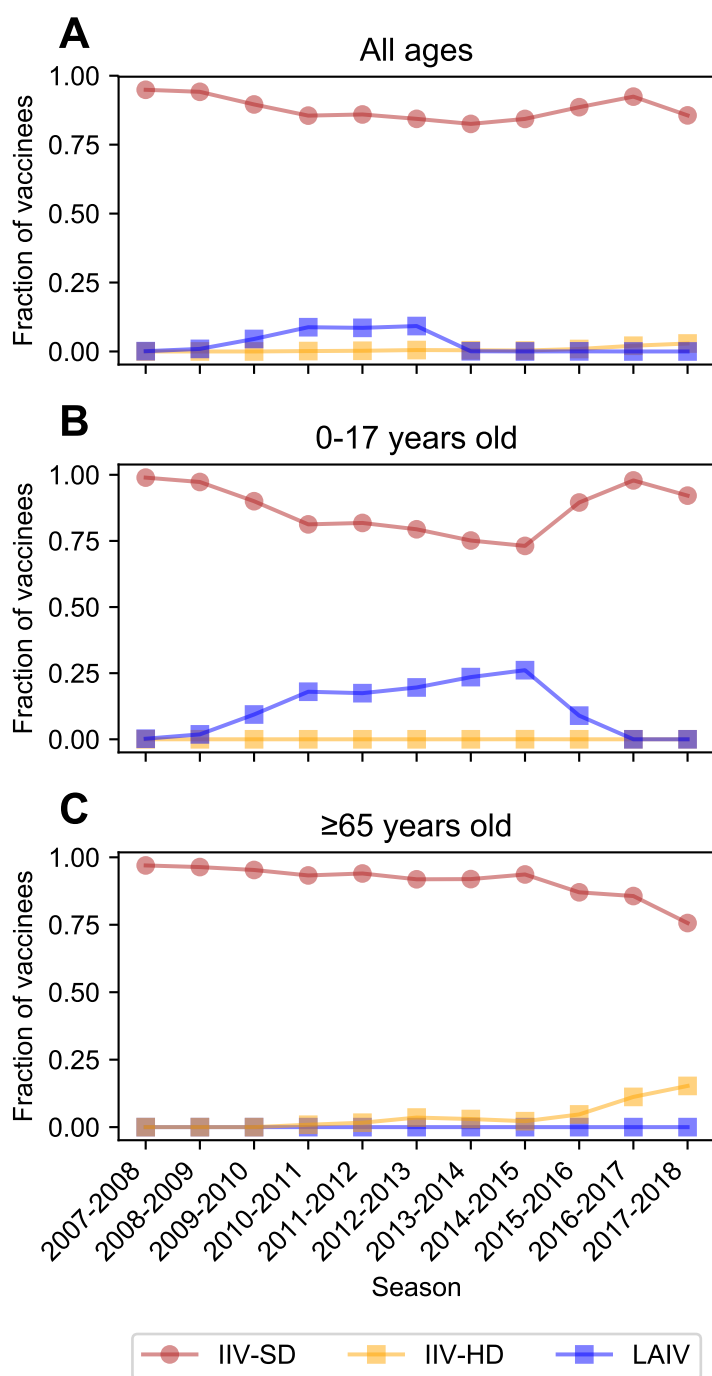 A
All ages
Fraction of vaccinees
1.00
0.75
0.50
0.25
0.00
B
0-17 years old
Fraction of vaccinees
1.00
0.75
0.50
0.25
0.00
C
≥65 years old
Fraction of vaccinees
1.00
0.75
0.50
0.25
0.00
2007-2008
2008-2009
2009-2010
2010-2011
2011-2012
2012-2013
2013-2014
2014-2015
2015-2016
2016-2017
2017-2018
Season
IIV-SD
IIV-HD
LAIV